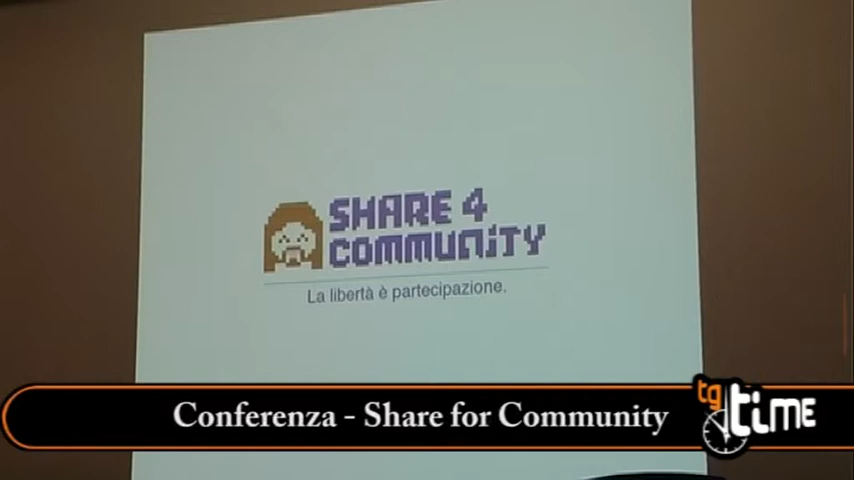 SHARE 4
COMMUNITY
La libertà è partecipazione.
Conferenza - Share for Community
tg time